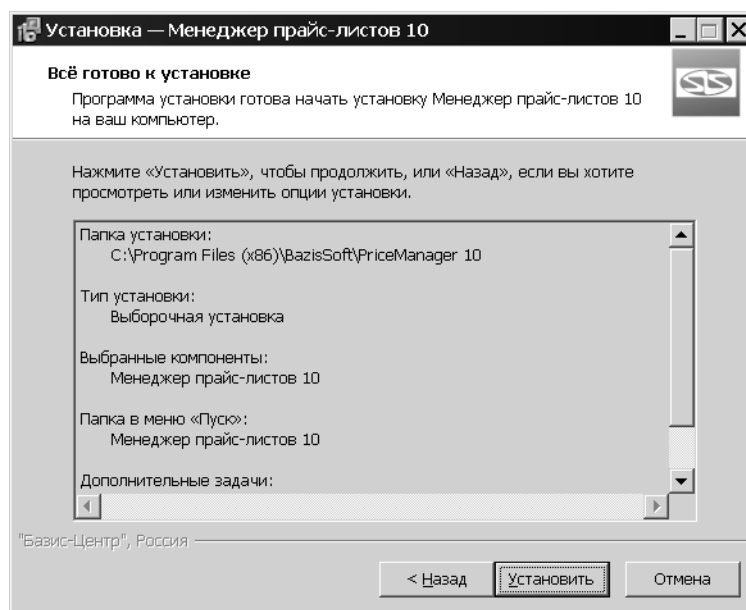 Установка — Менеджер прайс-листов 10
Всё готово к установке
Программа установки готова начать установку Менеджер прайс-листов 10
на ваш компьютер.
Нажмите «Установить», чтобы продолжить, или «Назад», если вы хотите
просмотреть или изменить опции установки.
Папка установки:
C:\Program Files (x86)\BazisSoft\PriceManager 10
Тип установки:
Выборочная установка
Выбранные компоненты:
Менеджер прайс-листов 10
Папка в меню «Пуск»:
Менеджер прайс-листов 10
Дополнительные задачи:
"Базис-Центр", Россия
< Назад
Установить
Отмена